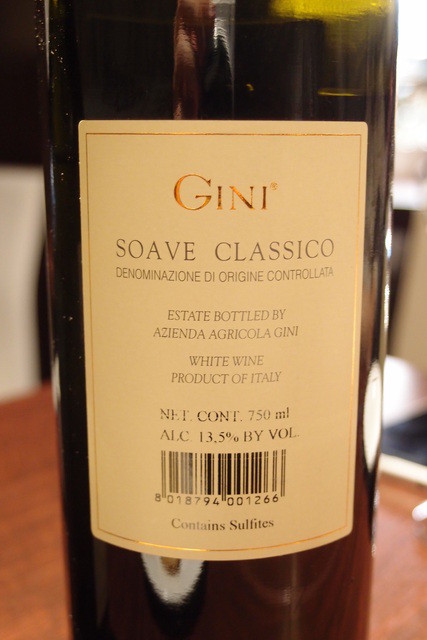 GINI®
SOAVE CLASSICO
DENOMINAZIONE DI ORIGINE CONTROLLATA
ESTATE BOTTLED BY
AZIENDA AGRICOLA GINI
WHITE WINE
PRODUCT OF ITALY
NET. CONT. 750 ml
ALC. 13,5% BY VOL.
8 018794 001266
Contains Sulfites